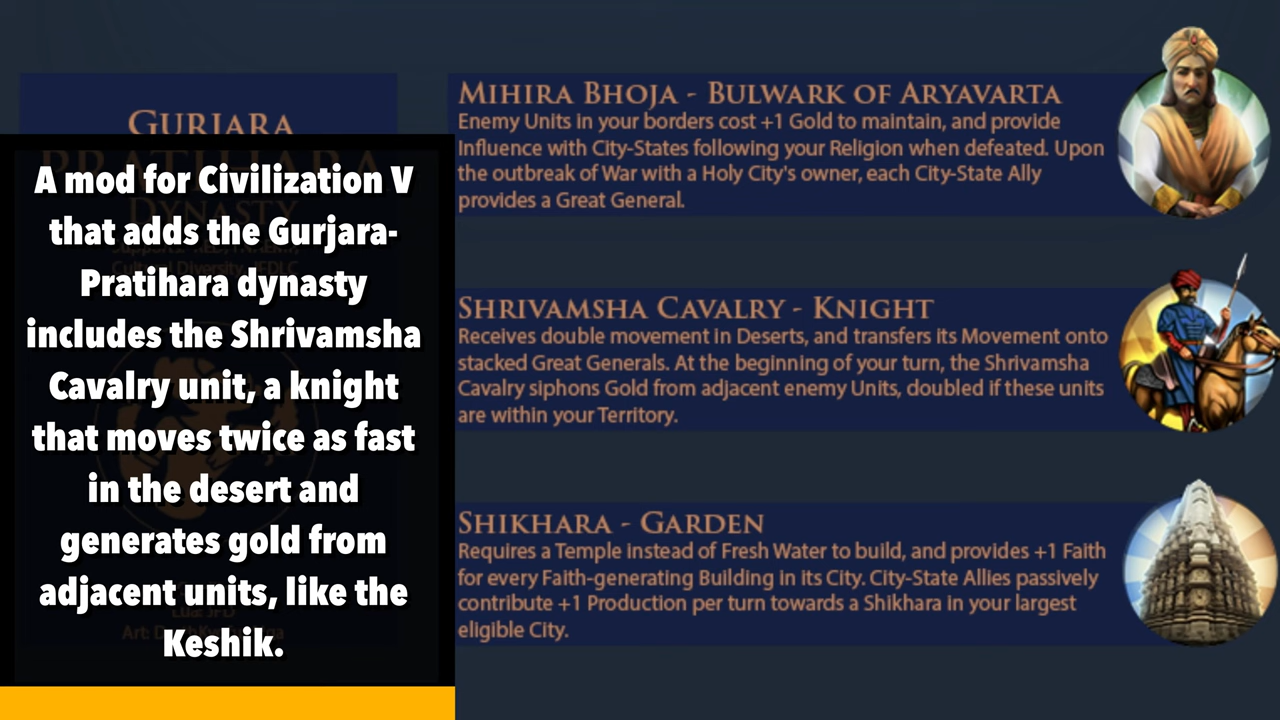 GURJARA
A mod for Civilization V
that adds the Gurjara-
Pratihara dynasty
includes the Shrivamsha
Cavalry unit, a knight
that moves twice as fast
in the desert and
generates gold from
adjacent units, like the
Keshik.
MIHIRA BHOJA - BULWARK OF ARYAVARTA
Enemy Units in your borders cost +1 Gold to maintain, and provide
Influence with City-States following your Religion when defeated. Upon
the outbreak of War with a Holy City's owner, each City-State Ally
provides a Great General.
SHRIVAMSHA CAVALRY - KNIGHT
Receives double movement in Deserts, and transfers its Movement onto
stacked Great Generals. At the beginning of your turn, the Shrivamsha
Cavalry siphons Gold from adjacent enemy Units, doubled if these units
are within your Territory.
SHIKHARA - GARDEN
Requires a Temple instead of Fresh Water to build, and provides +1 Faith
for every Faith-generating Building in its City. City-State Allies passively
contribute +1 Production per turn towards a Shikhara in your largest
eligible City.